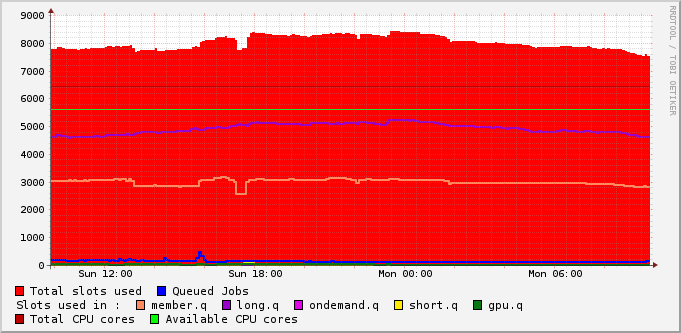 9000
8000
7000
6000
5000
4000
3000
2000
1000
0
Sun 12:00 Sun 18:00 Mon 00:00 Mon 06:00
RRDTOOL / TOBI OETIKER
Total slots used Queued Jobs
Slots used in : member.q long.q ondemand.q short.q gpu.q
Total CPU cores Available CPU cores